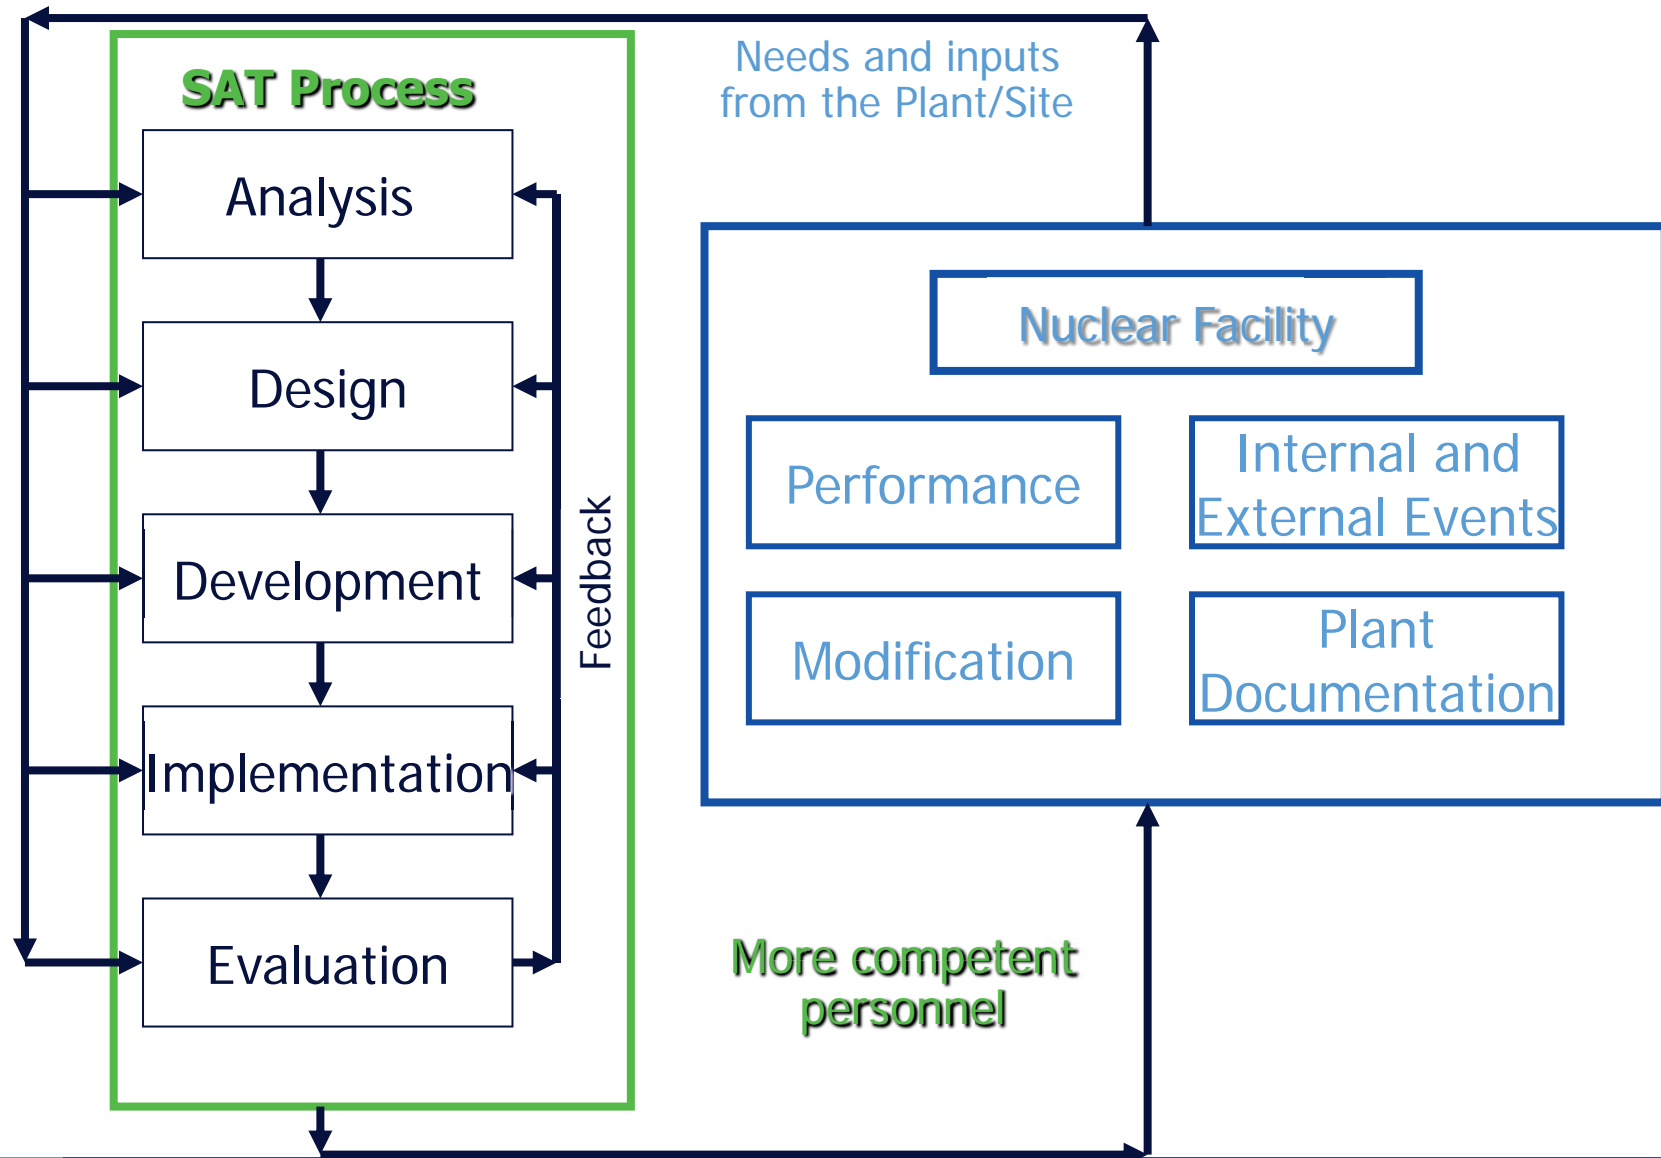 SAT Process
Analysis
Design
Development
Implementation
Evaluation
Feedback
Needs and inputs
from the Plant/Site
Nuclear Facility
Performance
Internal and
External Events
Modification
Plant
Documentation
More competent
personnel